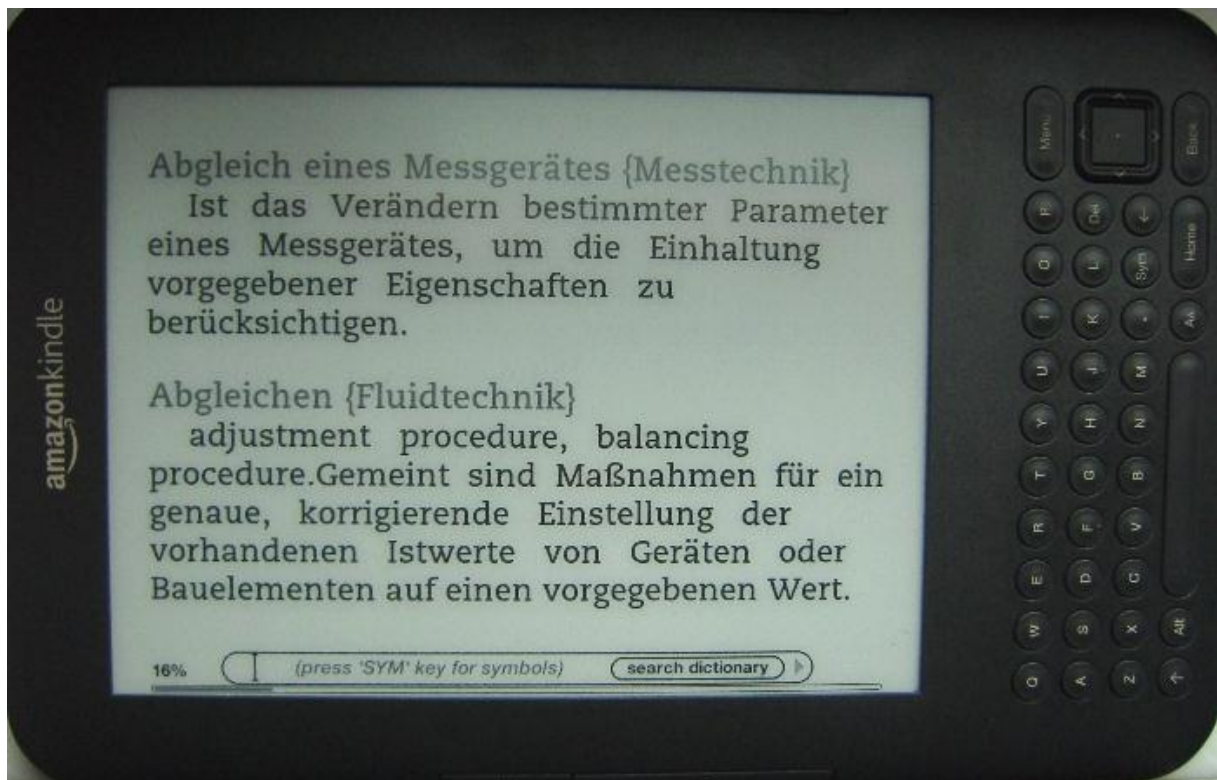 Abgleich eines Messgerätes {Messtechnik}
Ist das Verändern bestimmter Parameter
eines Messgerätes, um die Einhaltung
vorgegebener Eigenschaften zu
berücksichtigen.
Abgleichen {Fluidtechnik}
adjustment procedure, balancing
procedure.Gemeint sind Maßnahmen für ein
genaue, korrigierende Einstellung der
vorhandenen Istwerte von Geräten oder
Bauelementen auf einen vorgegebenen Wert.
16% (press 'SYM' key for symbols) search dictionary
amazonkindle
Menu Back
Home
Q W E R T Y U I O P
A S D F G H J K L Del
Z X C V B N M . Sym ←
↑ Alt Aa